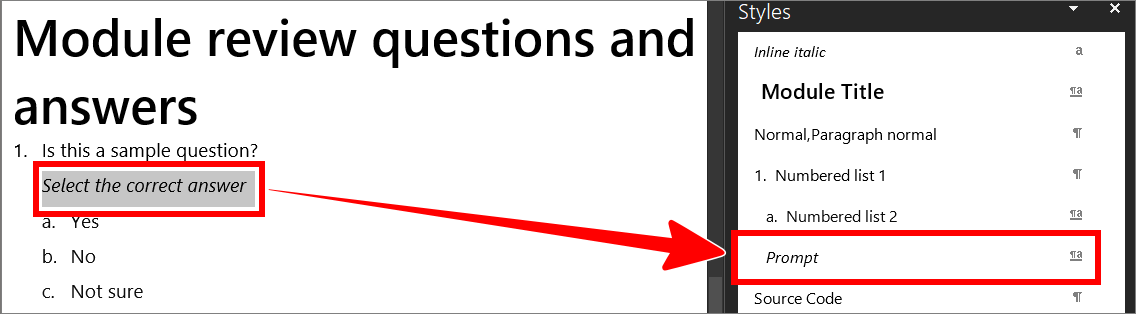 Module review questions and
answers
1. Is this a sample question?
Select the correct answer
a. Yes
b. No
c. Not sure
Styles
Inline italic a
Module Title ¶a
Normal,Paragraph normal ¶
1. Numbered list 1 ¶
a. Numbered list 2 ¶a
Prompt ¶a
Source Code ¶